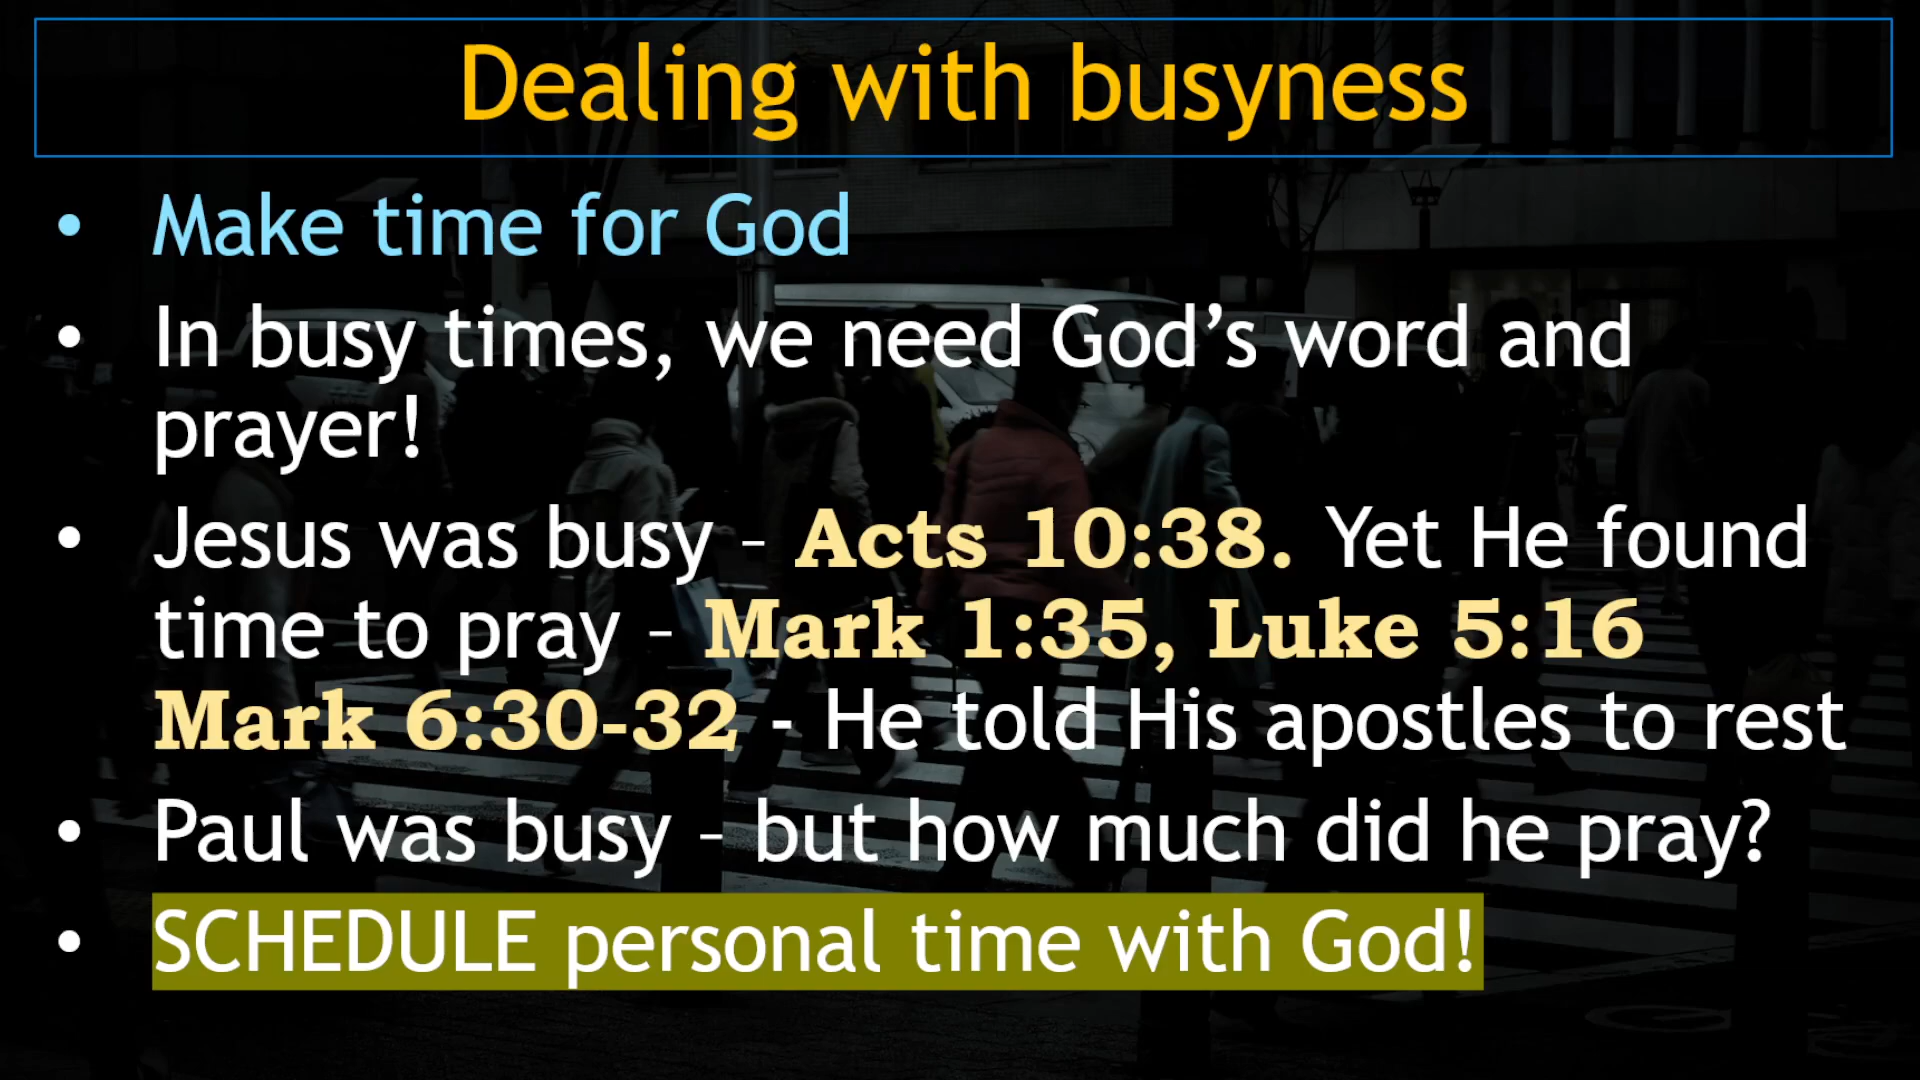 Dealing with busyness
• Make time for God
• In busy times, we need God’s word and
prayer!
• Jesus was busy – Acts 10:38. Yet He found
time to pray – Mark 1:35, Luke 5:16
Mark 6:30-32 - He told His apostles to rest
• Paul was busy – but how much did he pray?
• SCHEDULE personal time with God!